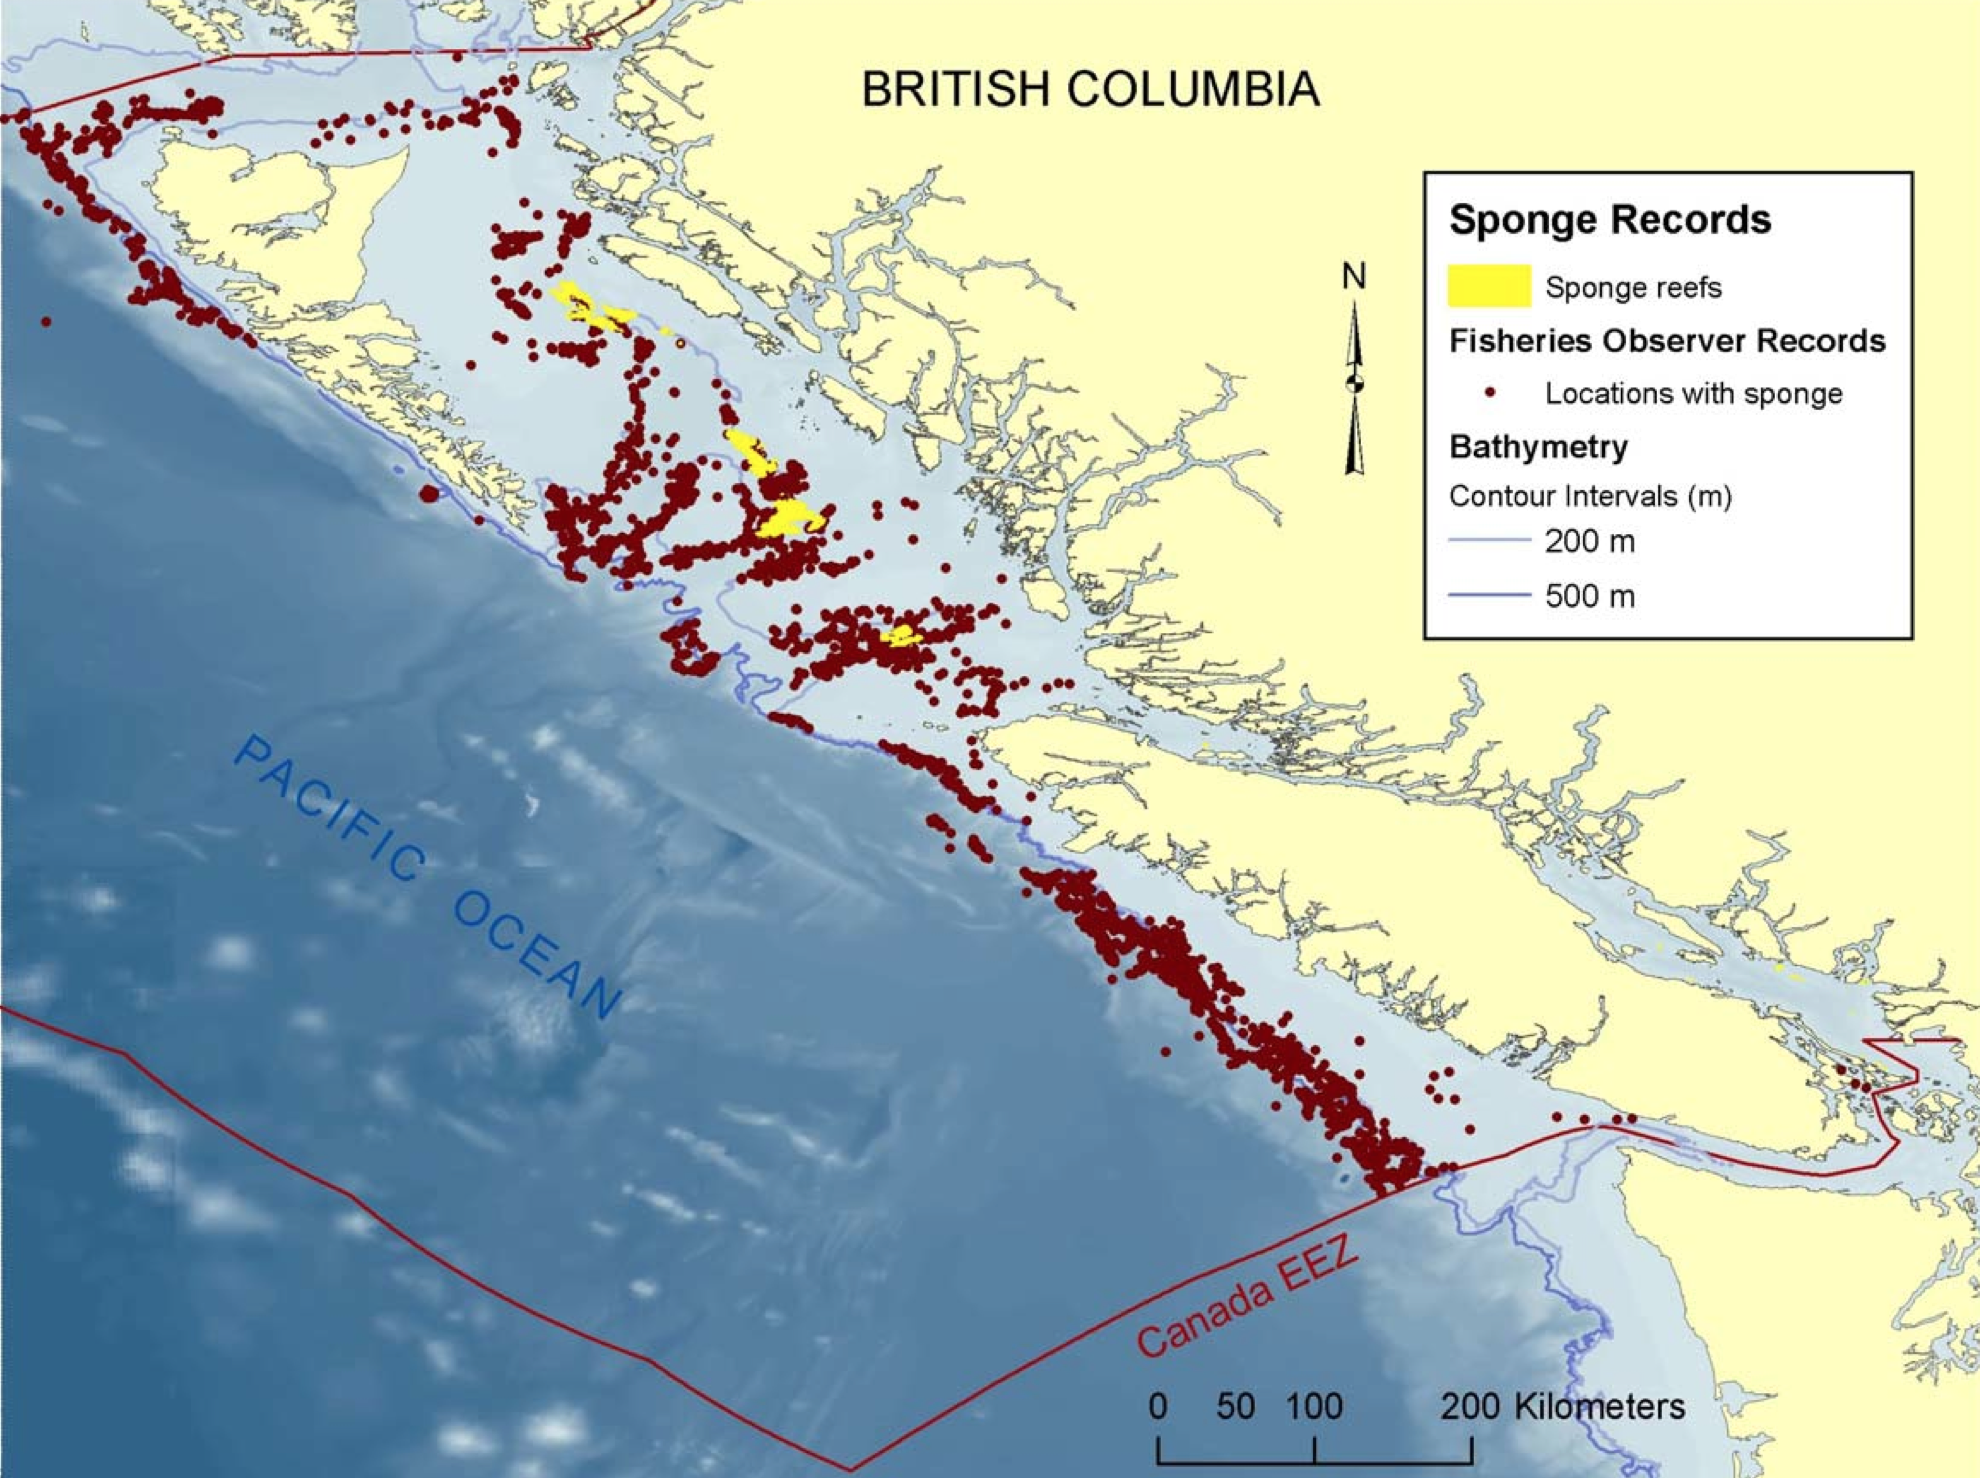 BRITISH COLUMBIA
Sponge Records
Sponge reefs
N
Fisheries Observer Records
Locations with sponge
Bathymetry
Contour Intervals (m)
200 m
500 m
PACIFIC OCEAN
Canada EEZ
0 50 100 200 Kilometers